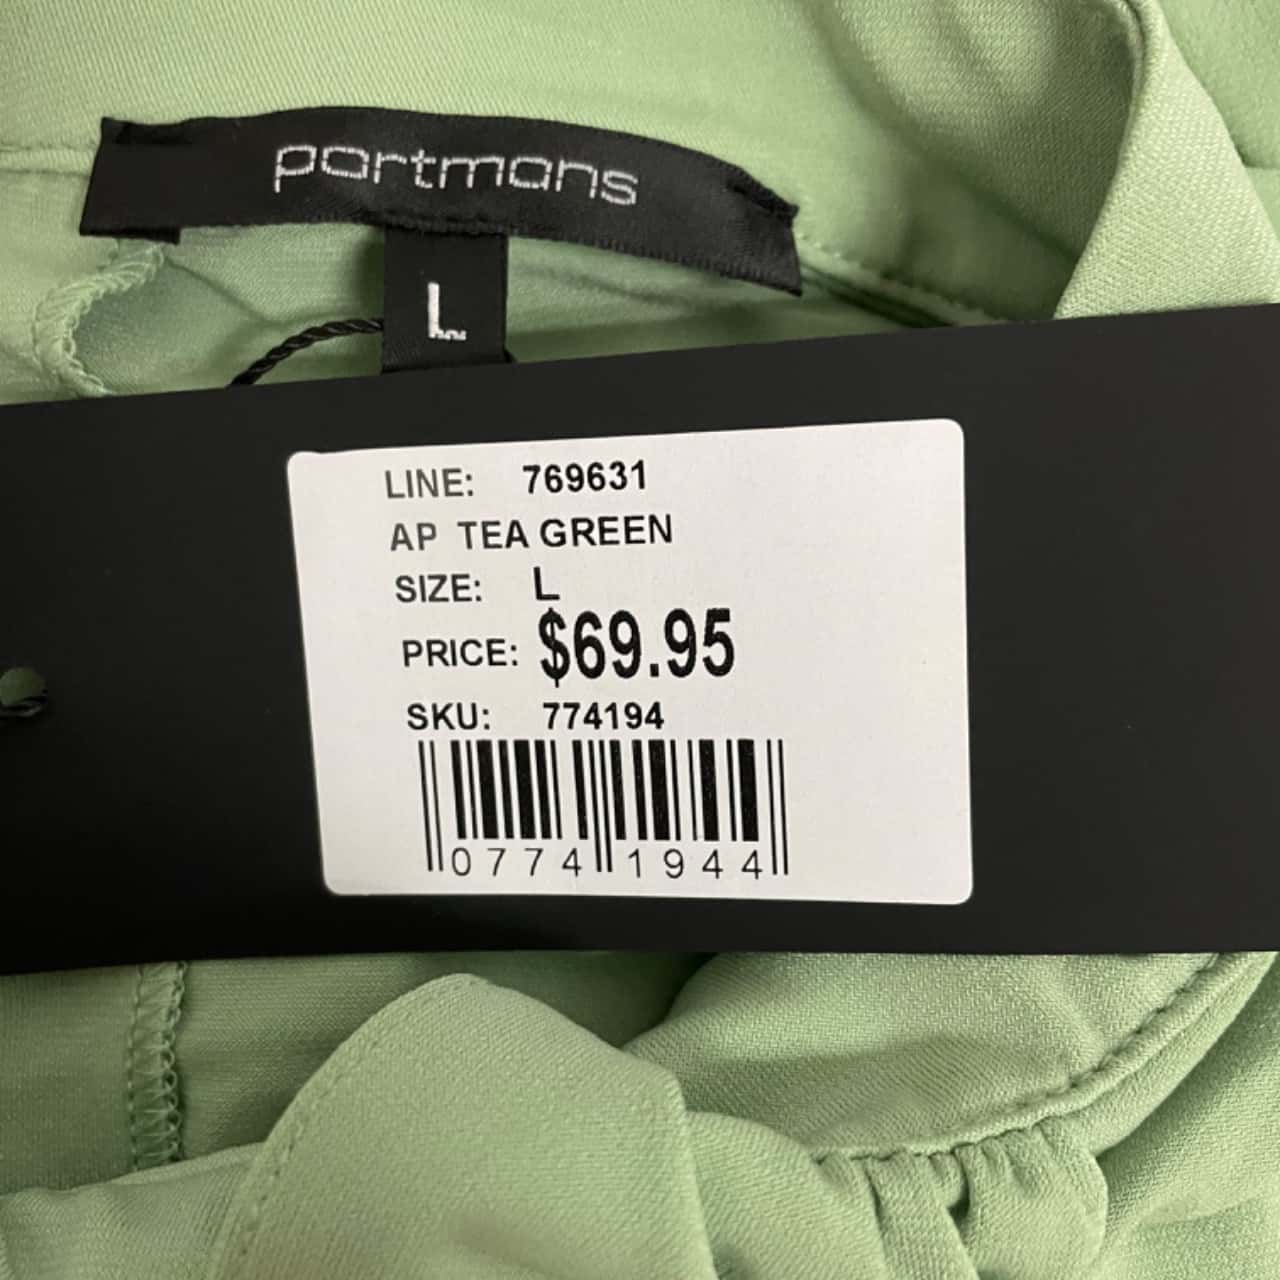 portmans
L
LINE: 769631
AP TEA GREEN
SIZE: L
PRICE: $69.95
SKU: 774194
0774 1944